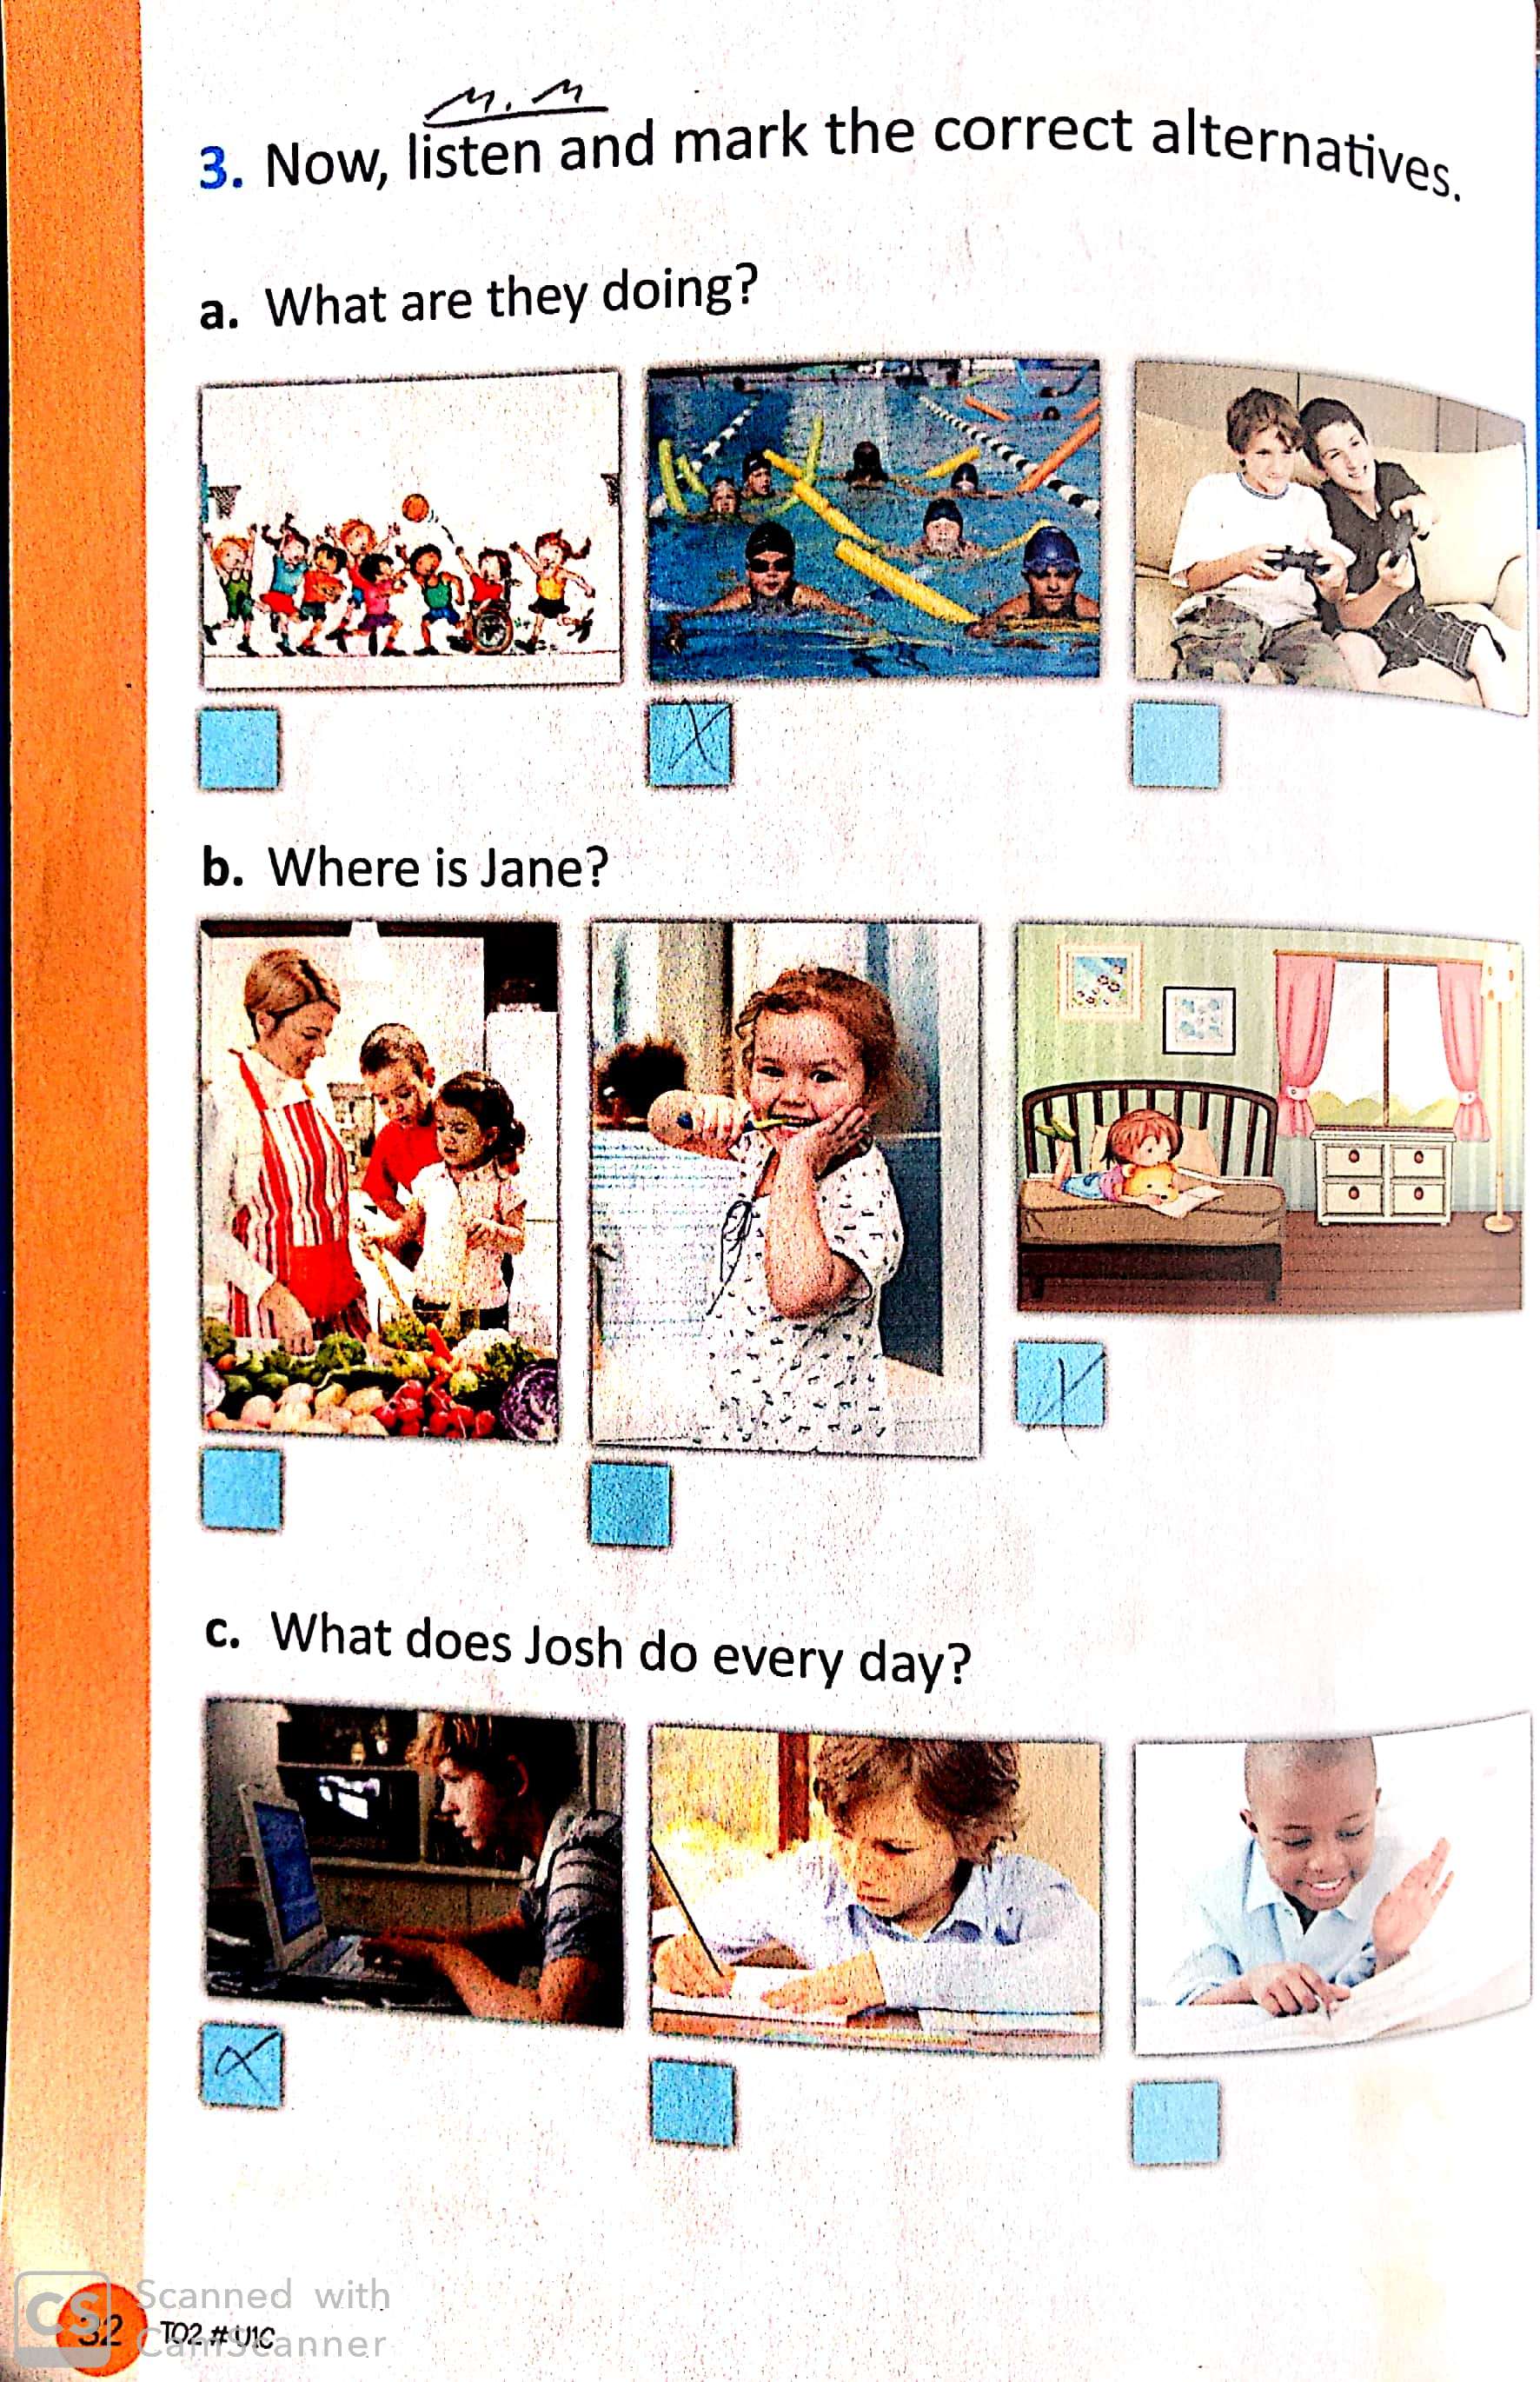 3. Now, listen and mark the correct alternatives.
a. What are they doing?
X
b. Where is Jane?
X
c. What does Josh do every day?
X
CS Scanned with
CamScanner
32 T02 # U1C